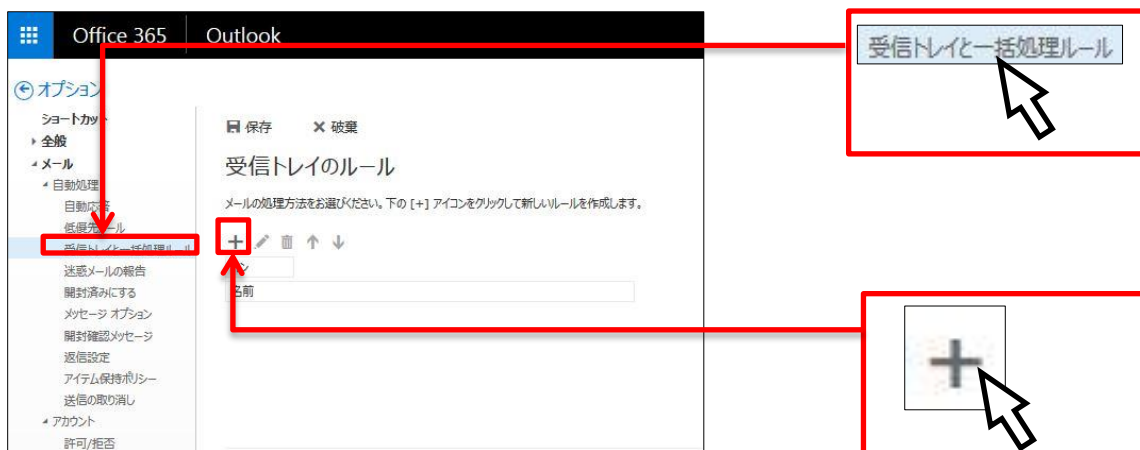 Office 365 Outlook
受信トレイと一括処理ルール
オプション
ショートカット
保存 破棄
全般
受信トレイのルール
メール
自動処理
メールの処理方法をお選びください。下の [+] アイコンをクリックして新しいルールを作成します。
自動応答
低優先メール
受信トレイと一括処理ルール
迷惑メールの報告
名前
開封済みにする
メッセージ オプション
開封確認メッセージ
返信設定
アイテム保持ポリシー
送信の取り消し
アカウント
許可/拒否